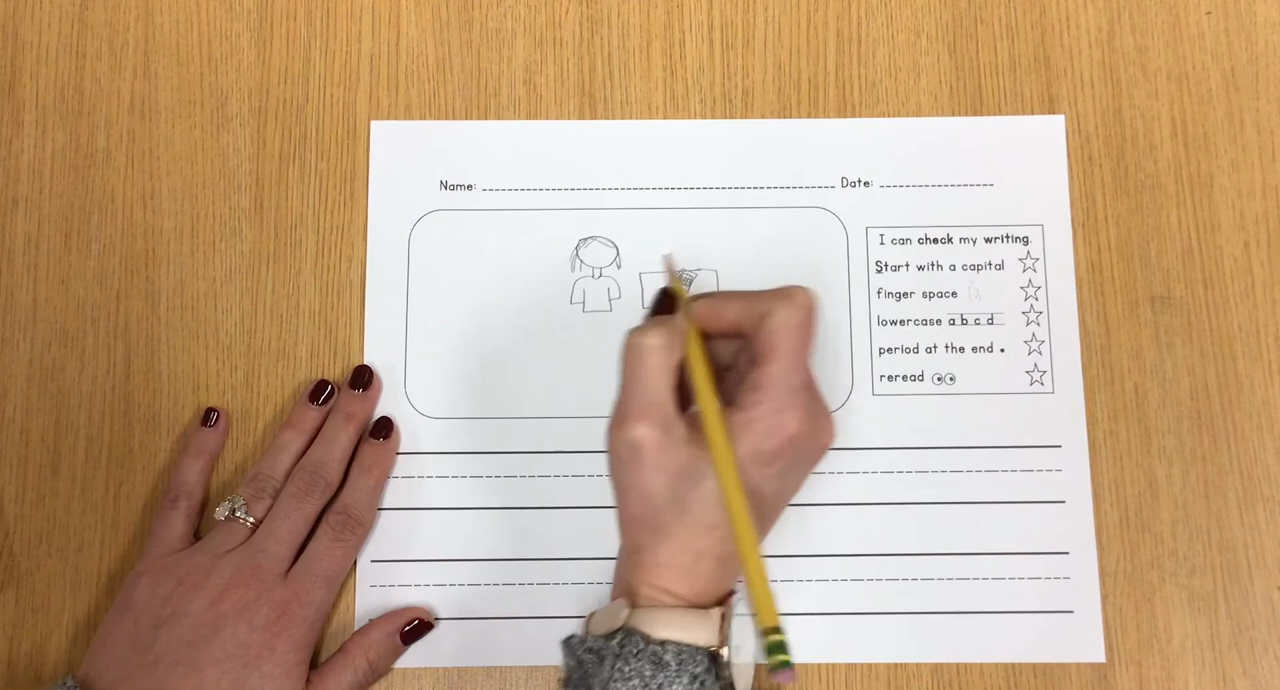 Name: Date:
I can check my writing.
Start with a capital
finger space
lowercase a b c d
period at the end .
reread